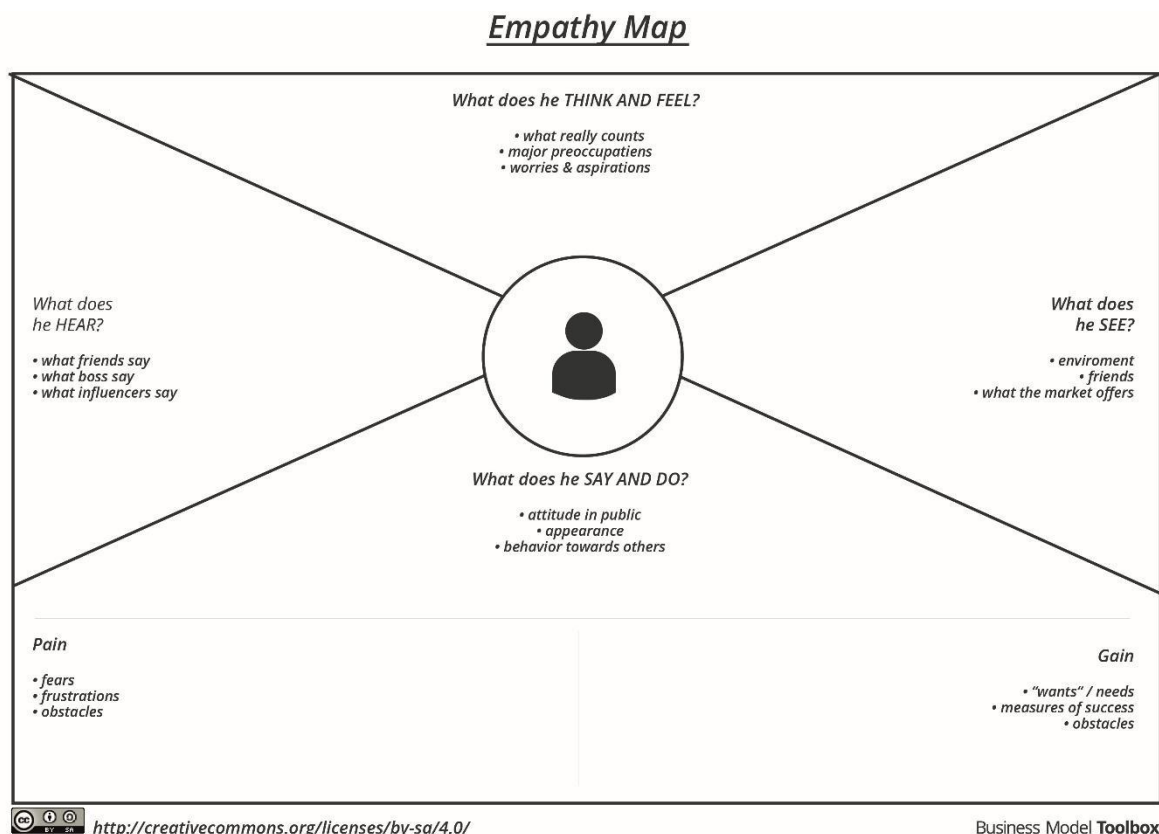 Empathy Map
What does he THINK AND FEEL?
• what really counts
• major preoccupatiens
• worries & aspirations
What does
he HEAR?
• what friends say
• what boss say
• what influencers say
What does
he SEE?
• enviroment
• friends
• what the market offers
What does he SAY AND DO?
• attitude in public
• appearance
• behavior towards others
Pain
• fears
• frustrations
• obstacles
Gain
• “wants” / needs
• measures of success
• obstacles
cc BY SA
http://creativecommons.org/licenses/by-sa/4.0/
Business Model Toolbox